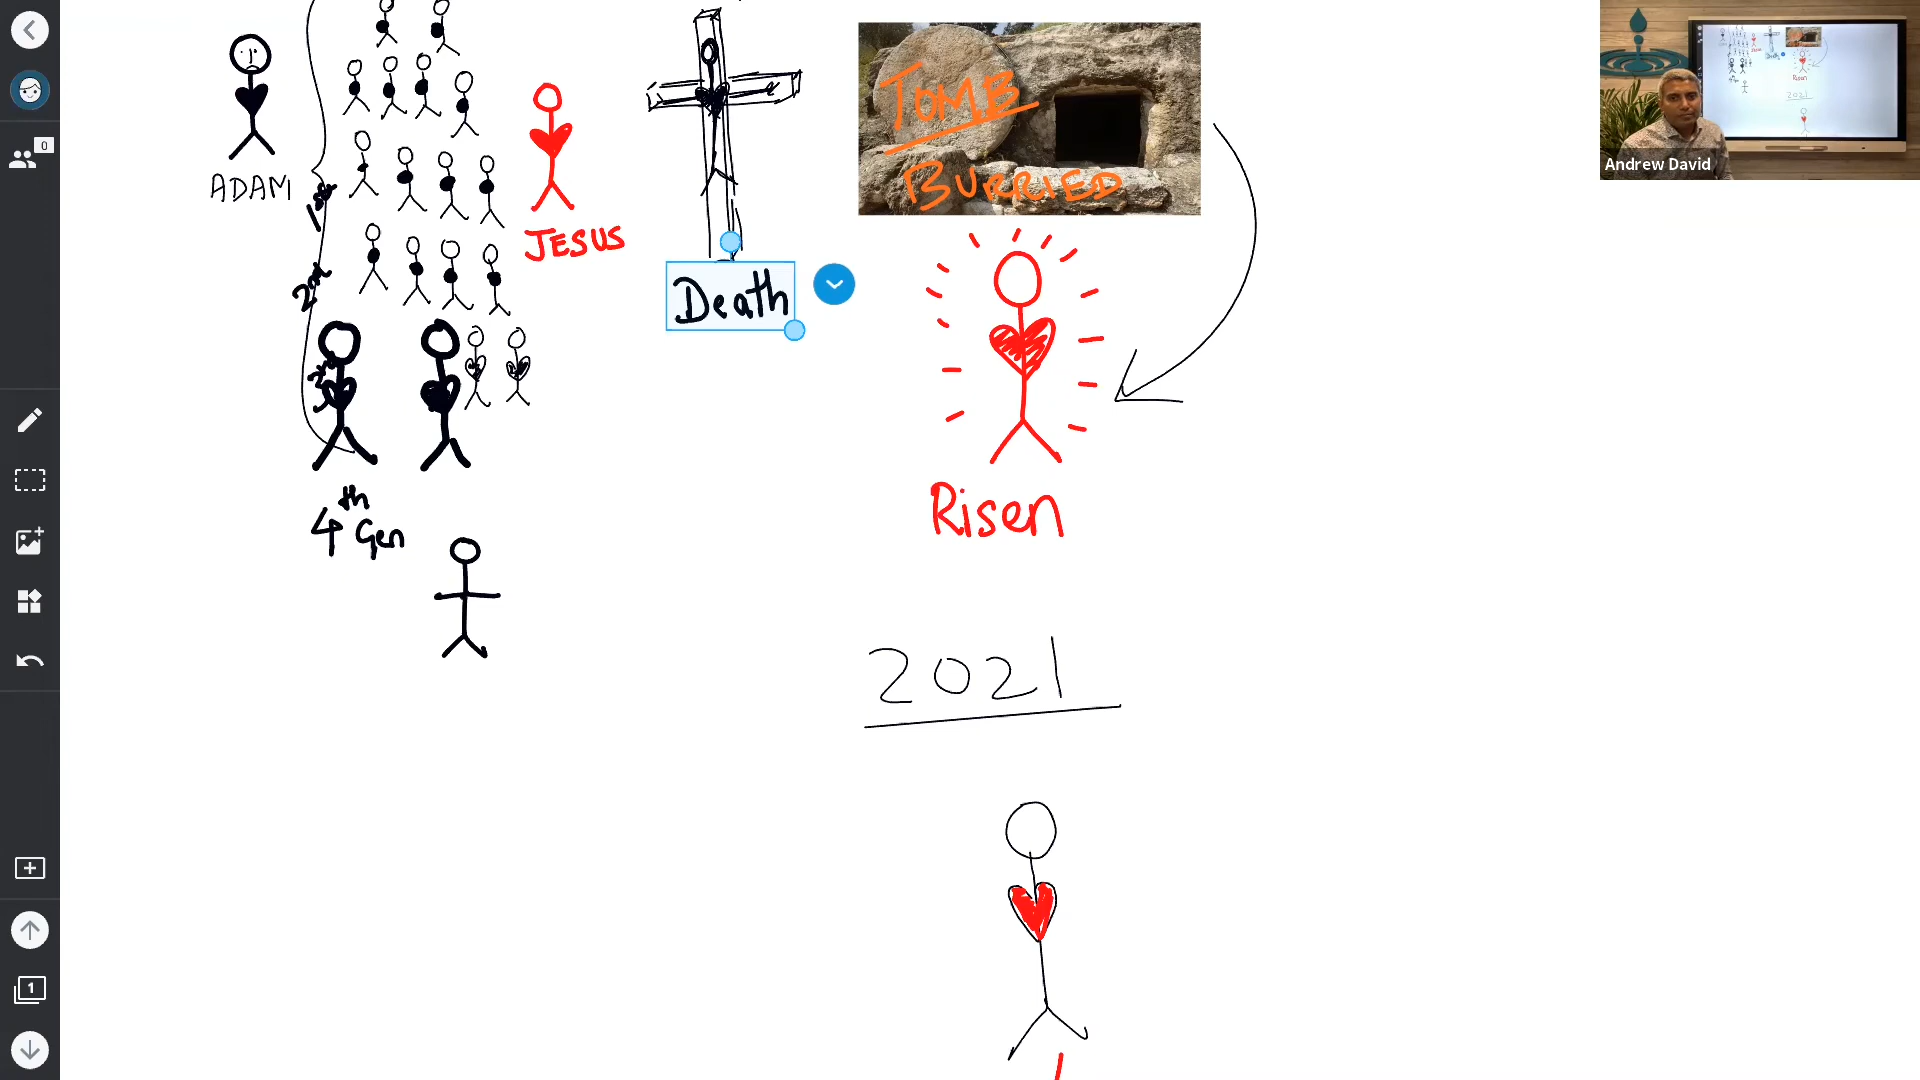 ADAM
1st
2nd
4th Gen
JESUS
Death
TOMB
BURRIED
Risen
2021
Andrew David
0
1